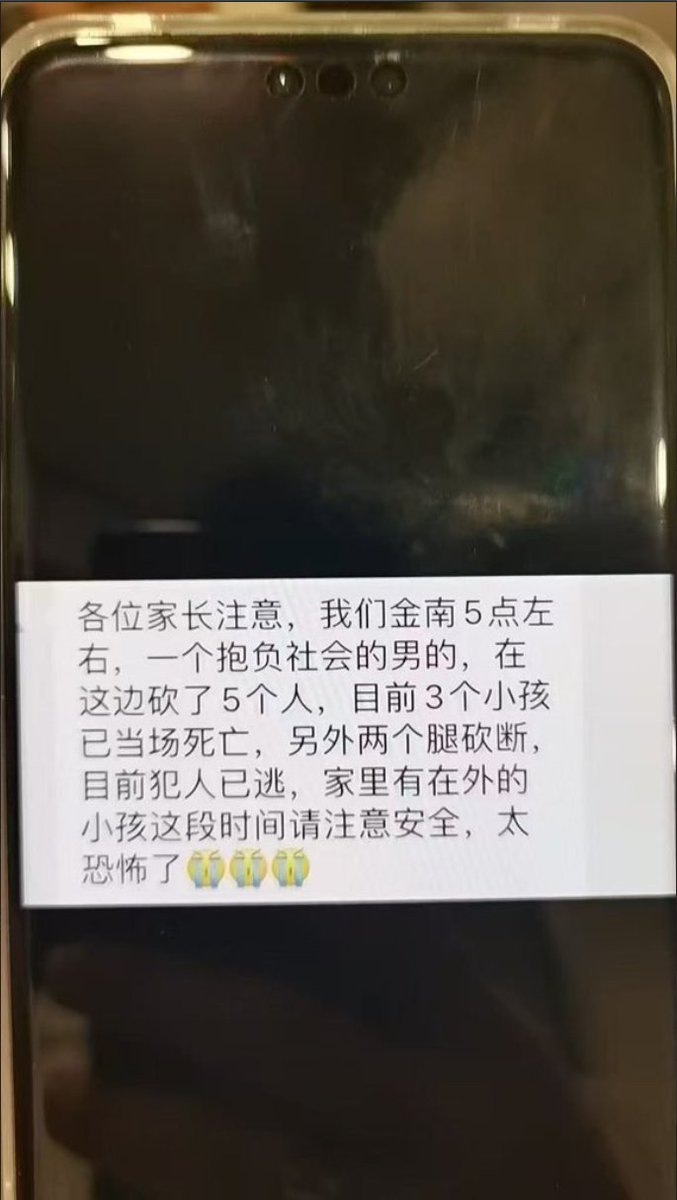 各位家长注意，我们金南5点左
右，一个抱负社会的男的，在
这边砍了5个人，目前3个小孩
已当场死亡，另外两个腿砍断，
目前犯人已逃，家里有在外的
小孩这段时间请注意安全，太
恐怖了😭😭😭